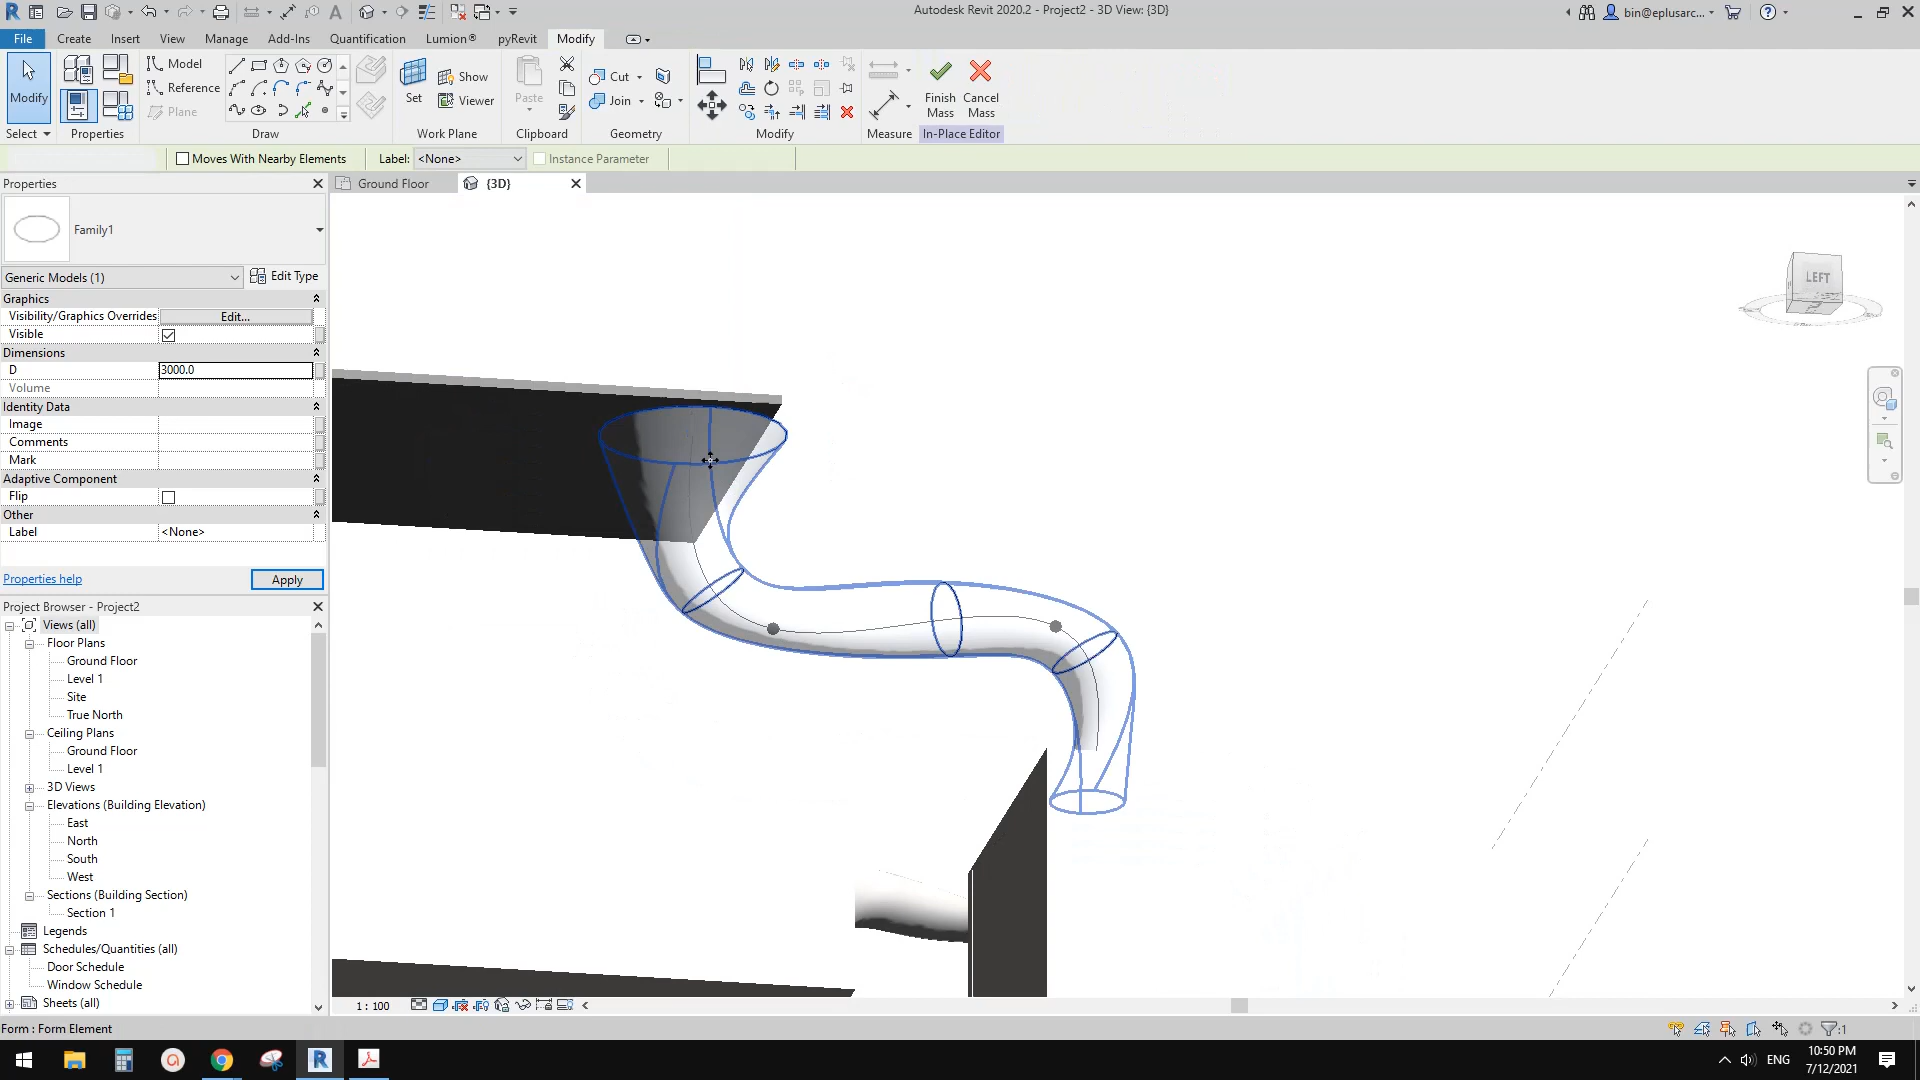 Autodesk Revit 2020.2 - Project2 - 3D View: {3D}
bin@eplusarc...
File
Create
Insert
View
Manage
Add-Ins
Quantification
Lumion®
pyRevit
Modify
Modify
Select
Properties
Model
Reference
Plane
Draw
Set
Show
Viewer
Work Plane
Paste
Clipboard
Cut
Join
Geometry
Modify
Measure
Finish
Mass
Cancel
Mass
In-Place Editor
Moves With Nearby Elements
Label:
<None>
Instance Parameter
Properties
Family1
Generic Models (1)
Edit Type
Graphics
Visibility/Graphics Overrides
Edit...
Visible
Dimensions
D
3000.0
Volume
Identity Data
Image
Comments
Mark
Adaptive Component
Flip
Other
Label
<None>
Properties help
Apply
Project Browser - Project2
Views (all)
Floor Plans
Ground Floor
Level 1
Site
True North
Ceiling Plans
Ground Floor
Level 1
3D Views
Elevations (Building Elevation)
East
North
South
West
Sections (Building Section)
Section 1
Legends
Schedules/Quantities (all)
Door Schedule
Window Schedule
Sheets (all)
Ground Floor
{3D}
LEFT
1 : 100
Form : Form Element
:1
ENG
10:50 PM
7/12/2021